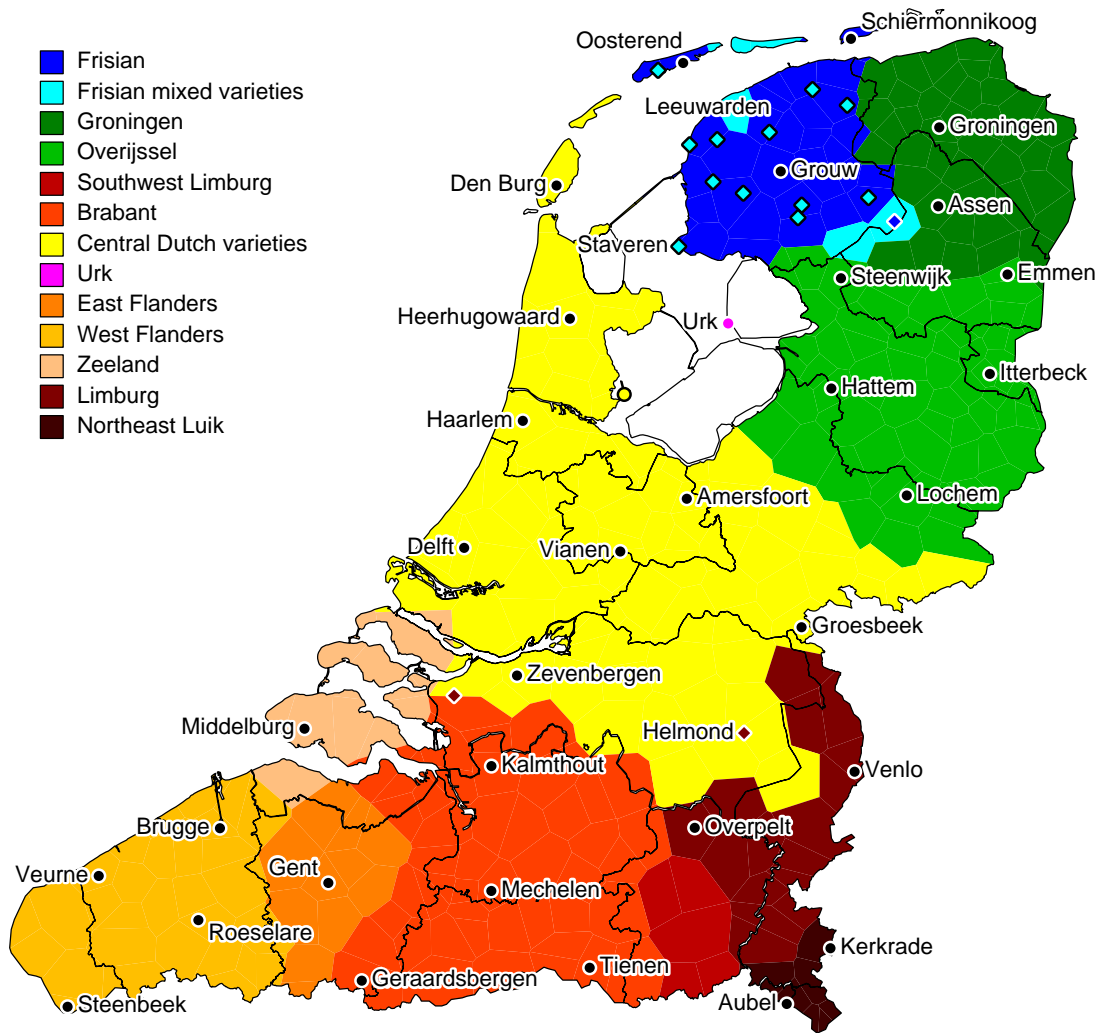 Frisian
Frisian mixed varieties
Groningen
Overijssel
Southwest Limburg
Brabant
Central Dutch varieties
Urk
East Flanders
West Flanders
Zeeland
Limburg
Northeast Luik
Schiermonnikoog
Oosterend
Leeuwarden
Groningen
Grouw
Den Burg
Assen
Staveren
Steenwijk
Emmen
Heerhugowaard
Urk
Itterbeck
Hattem
Haarlem
Lochem
Amersfoort
Delft
Vianen
Groesbeek
Zevenbergen
Middelburg
Helmond
Kalmthout
Venlo
Brugge
Overpelt
Veurne
Gent
Mechelen
Roeselare
Kerkrade
Tienen
Geraardsbergen
Steenbeek
Aubel